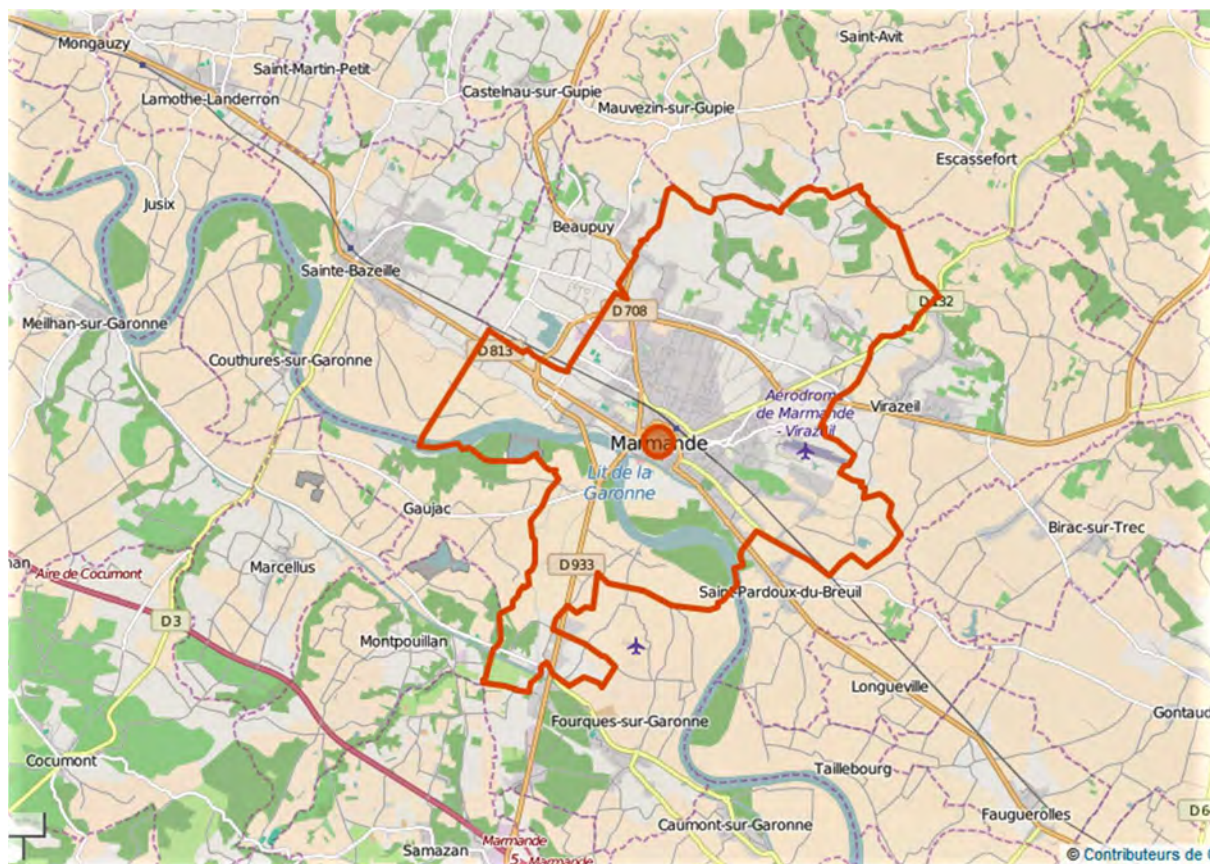 Saint-Avit
Mongauzy
Saint-Martin-Petit
Castelnau-sur-Gupie
Lamothe-Landerron
Mauvezin-sur-Gupie
Escassefort
Jusix
Beaupuy
Sainte-Bazeille
D 708
Meilhan-sur-Garonne
D 813
Couthures-sur-Garonne
Aérodrome
de Marmande
- Virazeil
Virazeil
Marmande
Lit de la
Garonne
Gaujac
Birac-sur-Trec
Marcellus
Aire de Cocumont
D 933
Saint-Pardoux-du-Breuil
D 3
Montpouillan
Longueville
Gontaud
Fourques-sur-Garonne
Cocumont
Taillebourg
Fauguerolles
D 6
Caumont-sur-Garonne
Marmande
5
Marmande
Samazan
© Contributeurs de